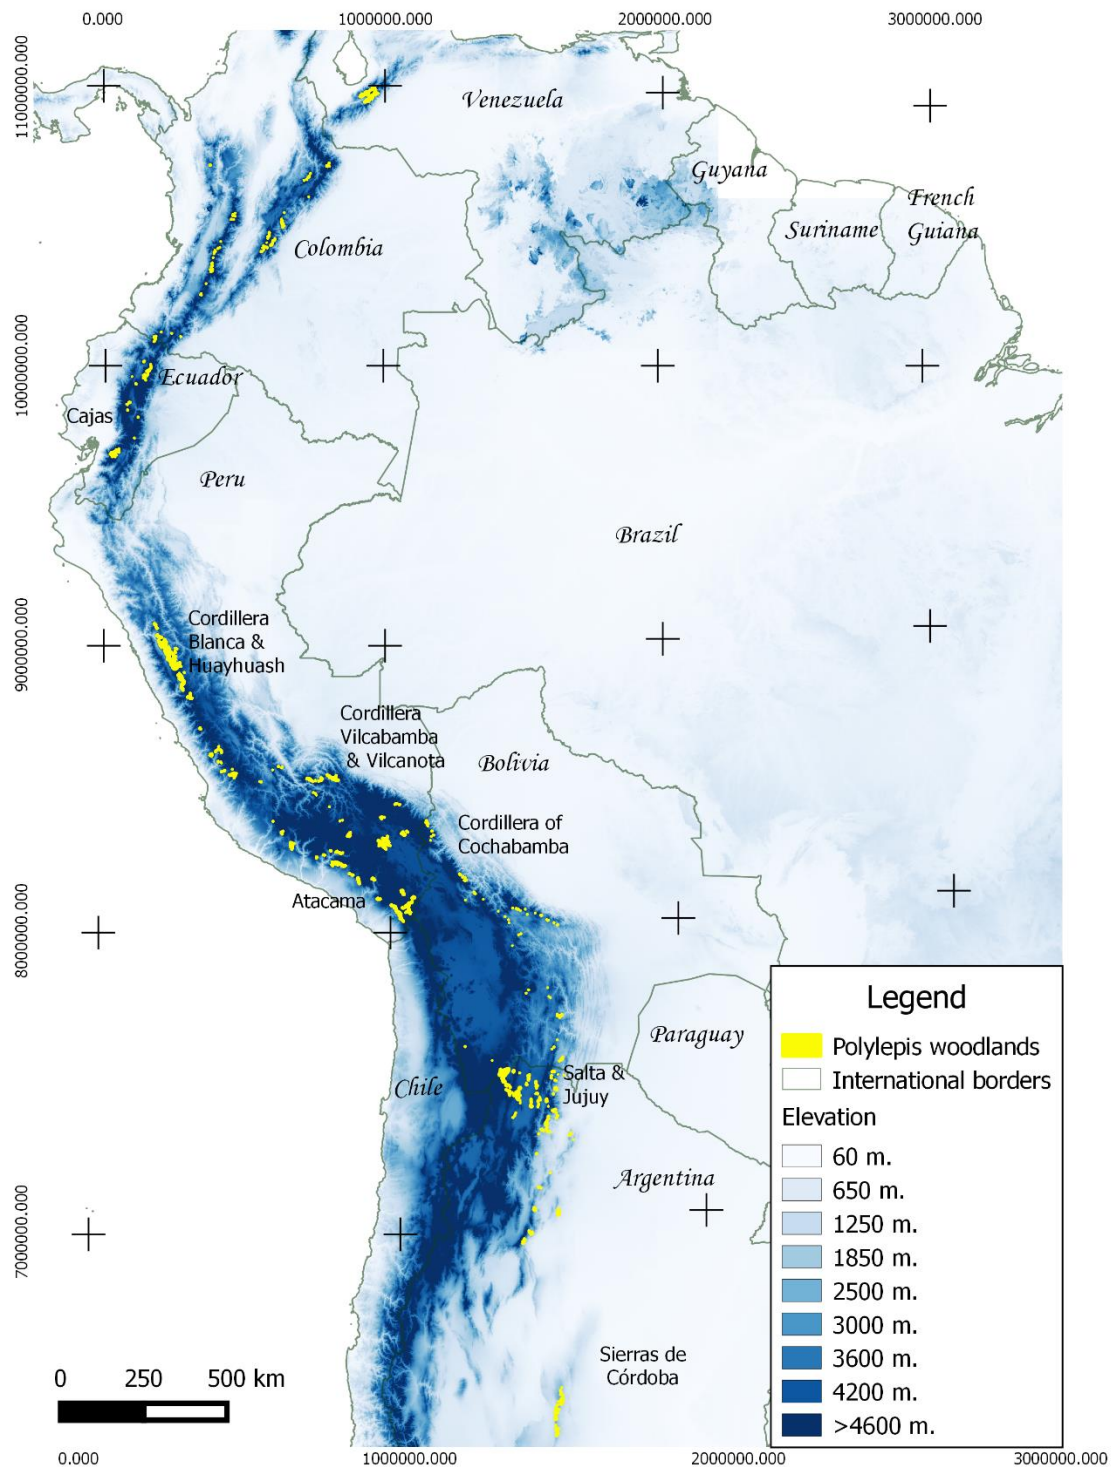 0.000
1000000.000
2000000.000
3000000.000
11000000.000
10000000.000
9000000.000
8000000.000
7000000.000
Venezuela
Guyana
French
Guiana
Suriname
Colombia
Ecuador
Cajas
Peru
Brazil
Cordillera
Blanca &
Huayhuash
Cordillera
Vilcabamba
& Vilcanota
Bolivia
Cordillera of
Cochabamba
Atacama
Paraguay
Chile
Salta &
Jujuy
Argentina
Sierras de
Córdoba
Legend
Polylepis woodlands
International borders
Elevation
60 m.
650 m.
1250 m.
1850 m.
2500 m.
3000 m.
3600 m.
4200 m.
>4600 m.
0 250 500 km
0.000
1000000.000
2000000.000
3000000.000